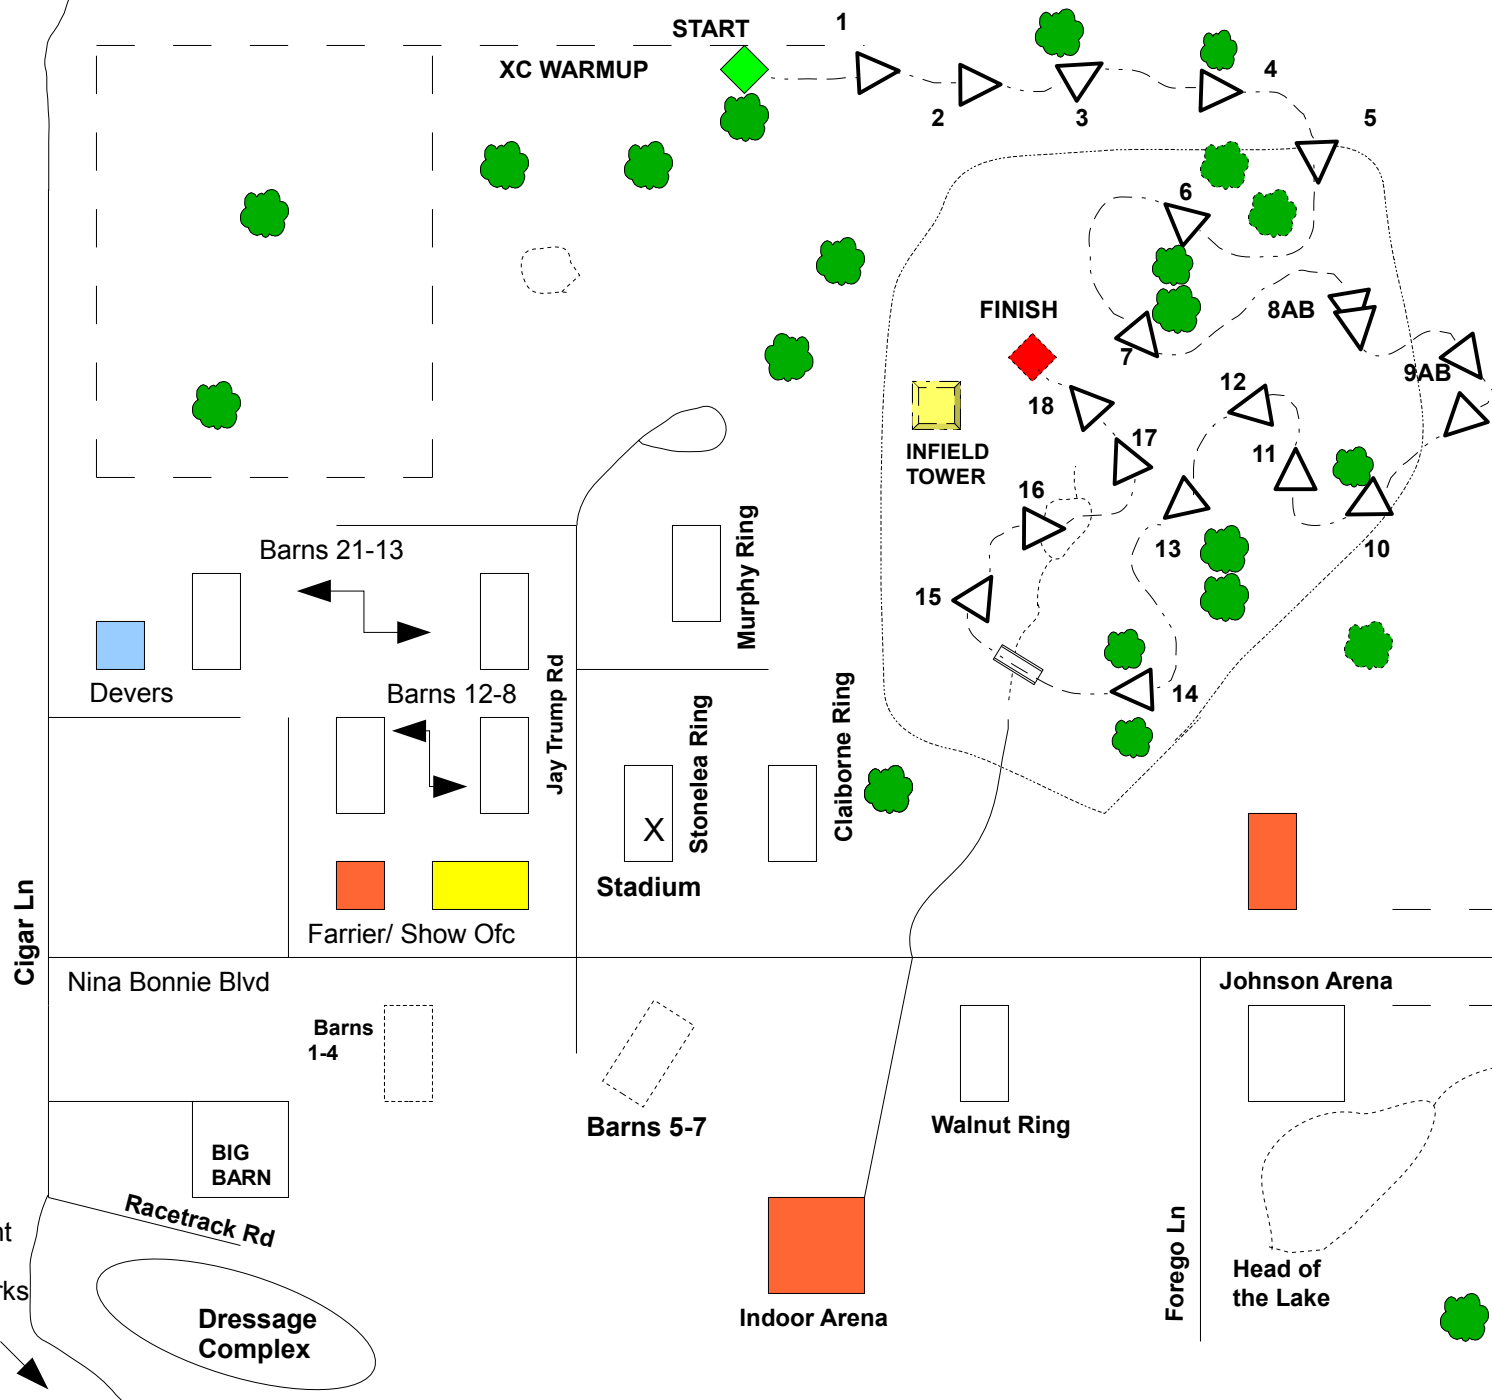 START
1
XC WARMUP
2
3
4
5
6
FINISH
8AB
7
9AB
18
12
INFIELD
TOWER
17
11
16
13
10
15
14
Barns 21-13
Murphy Ring
Devers
Barns 12-8
Jay Trump Rd
Stonelea Ring
Claiborne Ring
X
Stadium
Cigar Ln
Farrier/ Show Ofc
Nina Bonnie Blvd
Johnson Arena
Barns
1-4
Barns 5-7
Walnut Ring
BIG
BARN
Racetrack Rd
Forego Ln
Head of
the Lake
Dressage
Complex
Indoor Arena